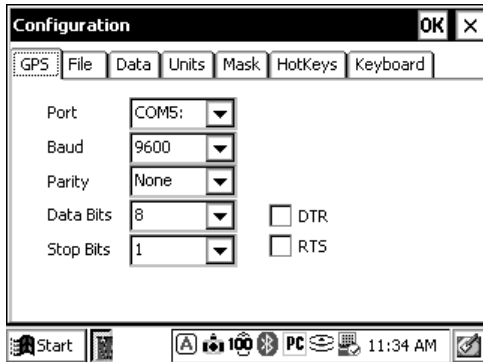 Configuration OK
GPS File Data Units Mask HotKeys Keyboard
Port COM5:
Baud 9600
Parity None
Data Bits 8 DTR
Stop Bits 1 RTS
Start A 100 PC 11:34 AM